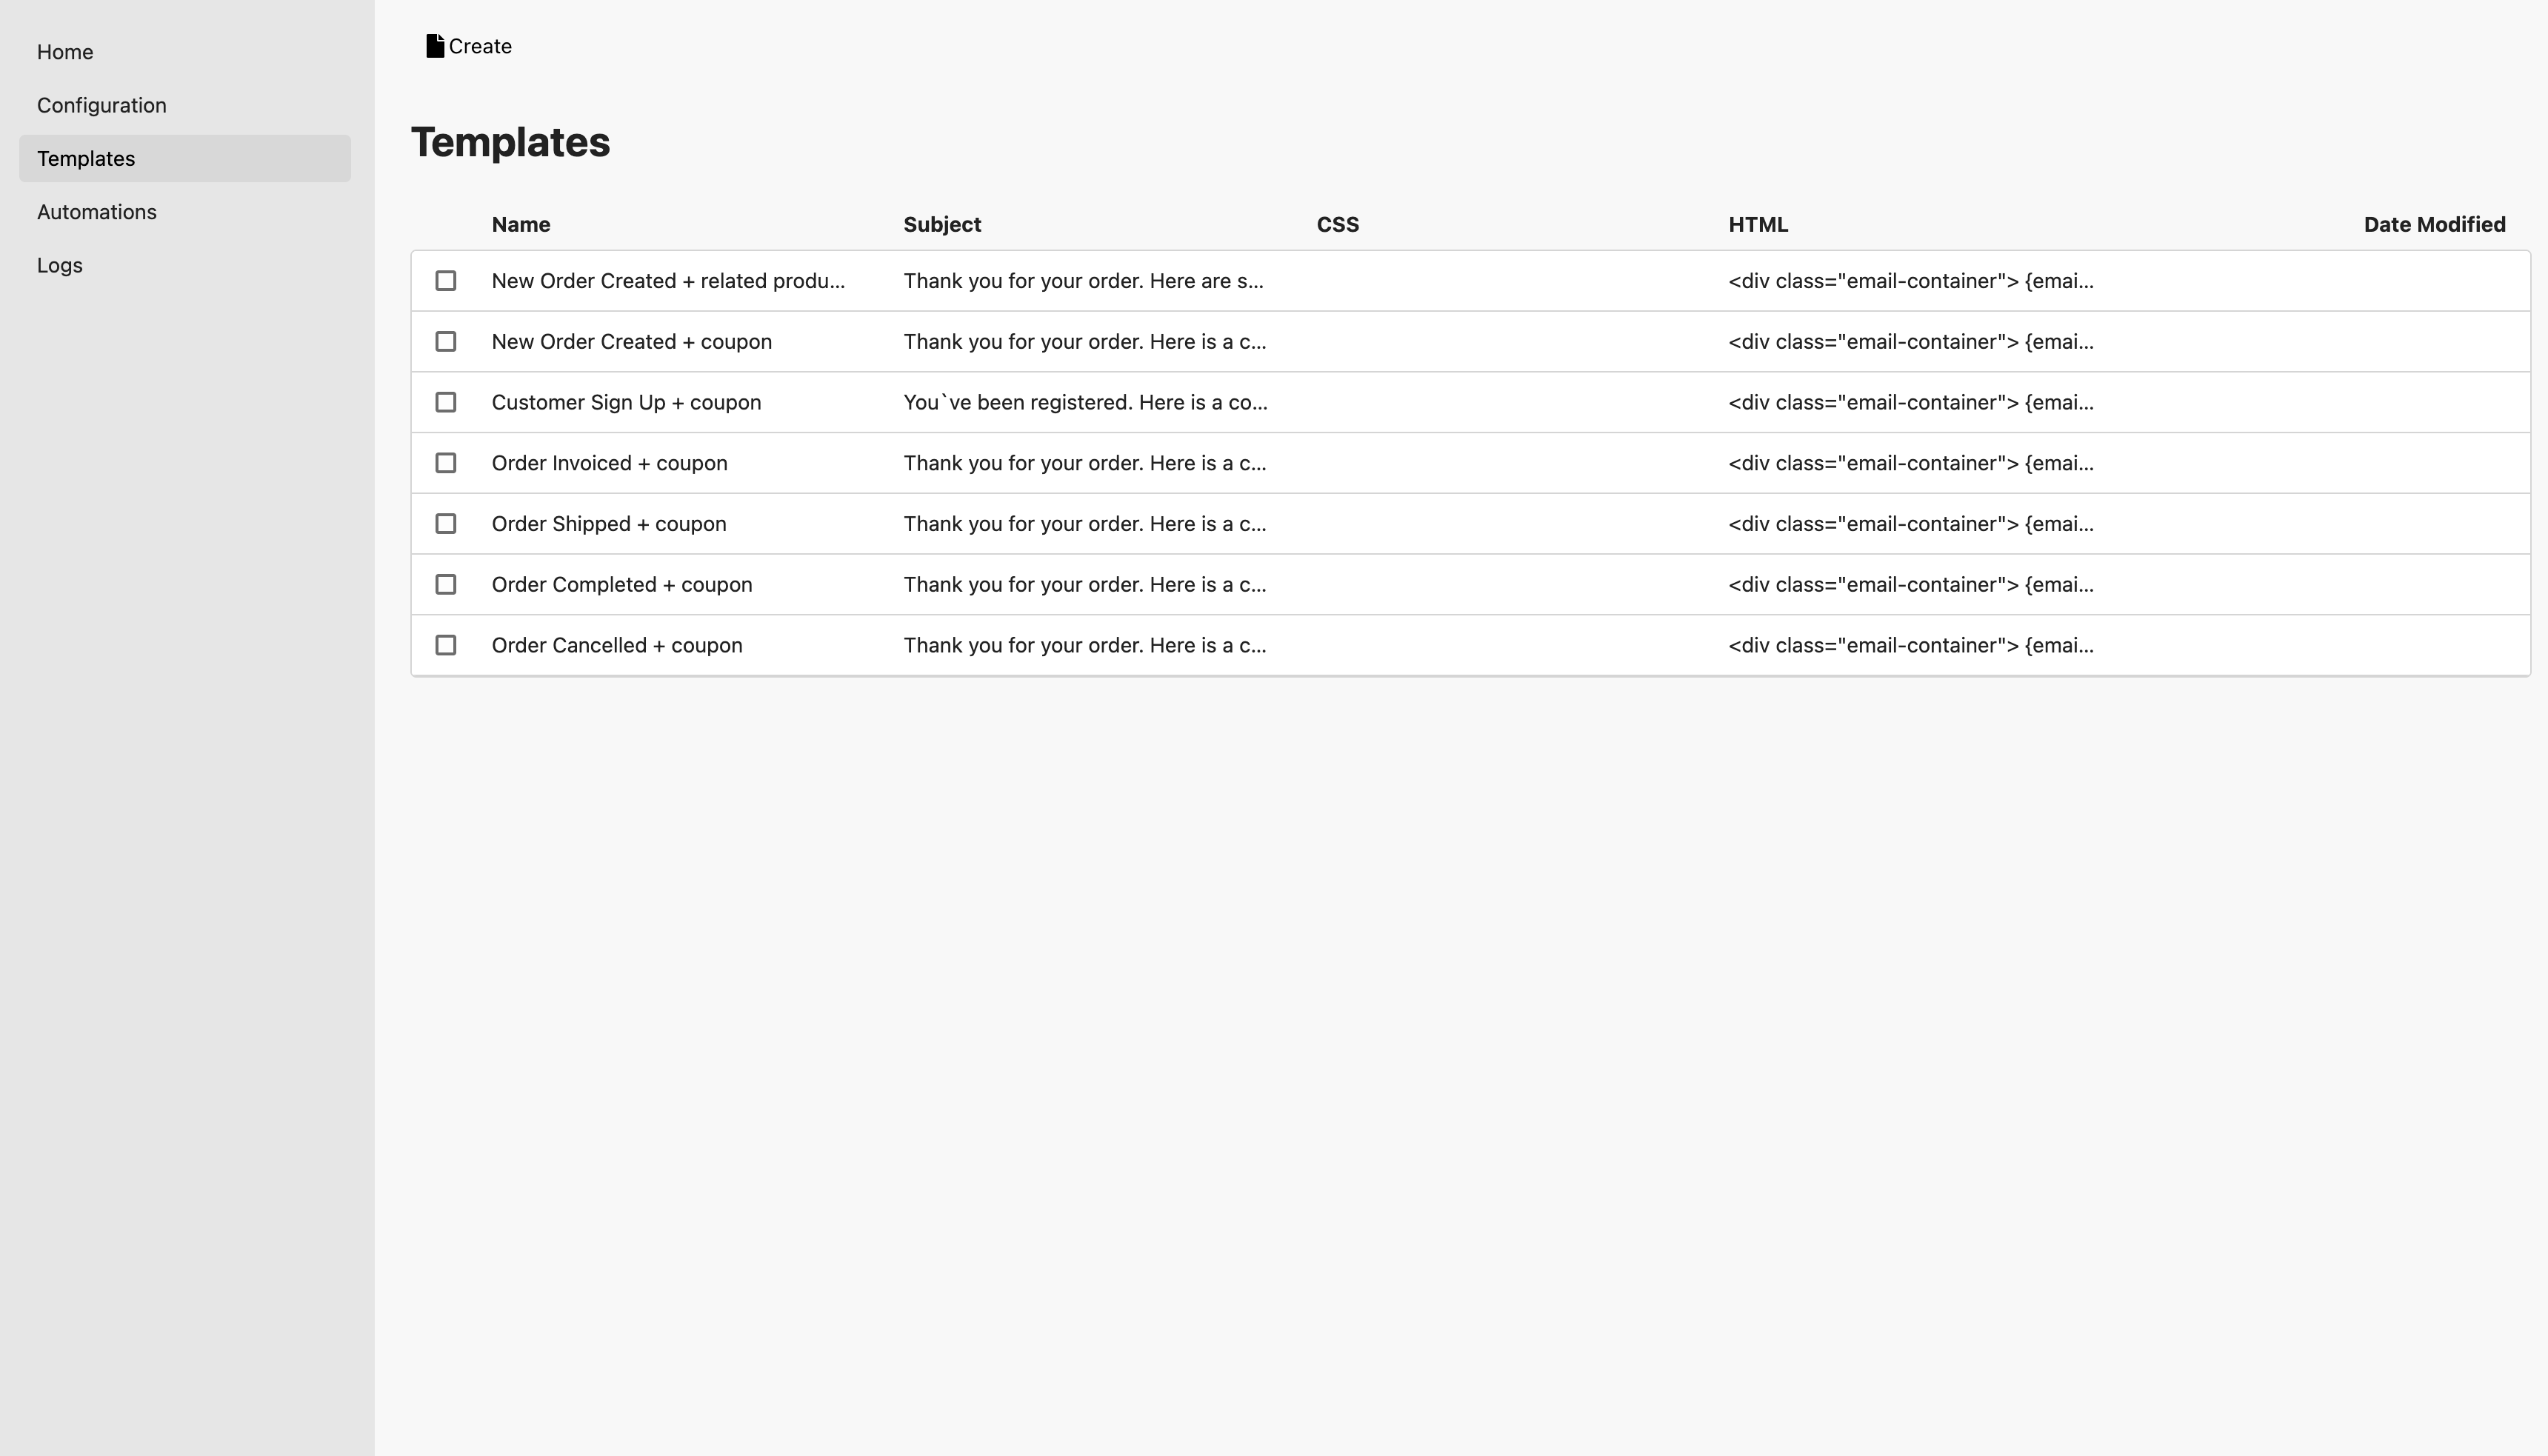 Home
Configuration
Templates
Automations
Logs
Create
Templates
Name Subject CSS HTML Date Modified
New Order Created + related produ... Thank you for your order. Here are s... <div class="email-container"> {emai...
New Order Created + coupon Thank you for your order. Here is a c... <div class="email-container"> {emai...
Customer Sign Up + coupon You`ve been registered. Here is a co... <div class="email-container"> {emai...
Order Invoiced + coupon Thank you for your order. Here is a c... <div class="email-container"> {emai...
Order Shipped + coupon Thank you for your order. Here is a c... <div class="email-container"> {emai...
Order Completed + coupon Thank you for your order. Here is a c... <div class="email-container"> {emai...
Order Cancelled + coupon Thank you for your order. Here is a c... <div class="email-container"> {emai...